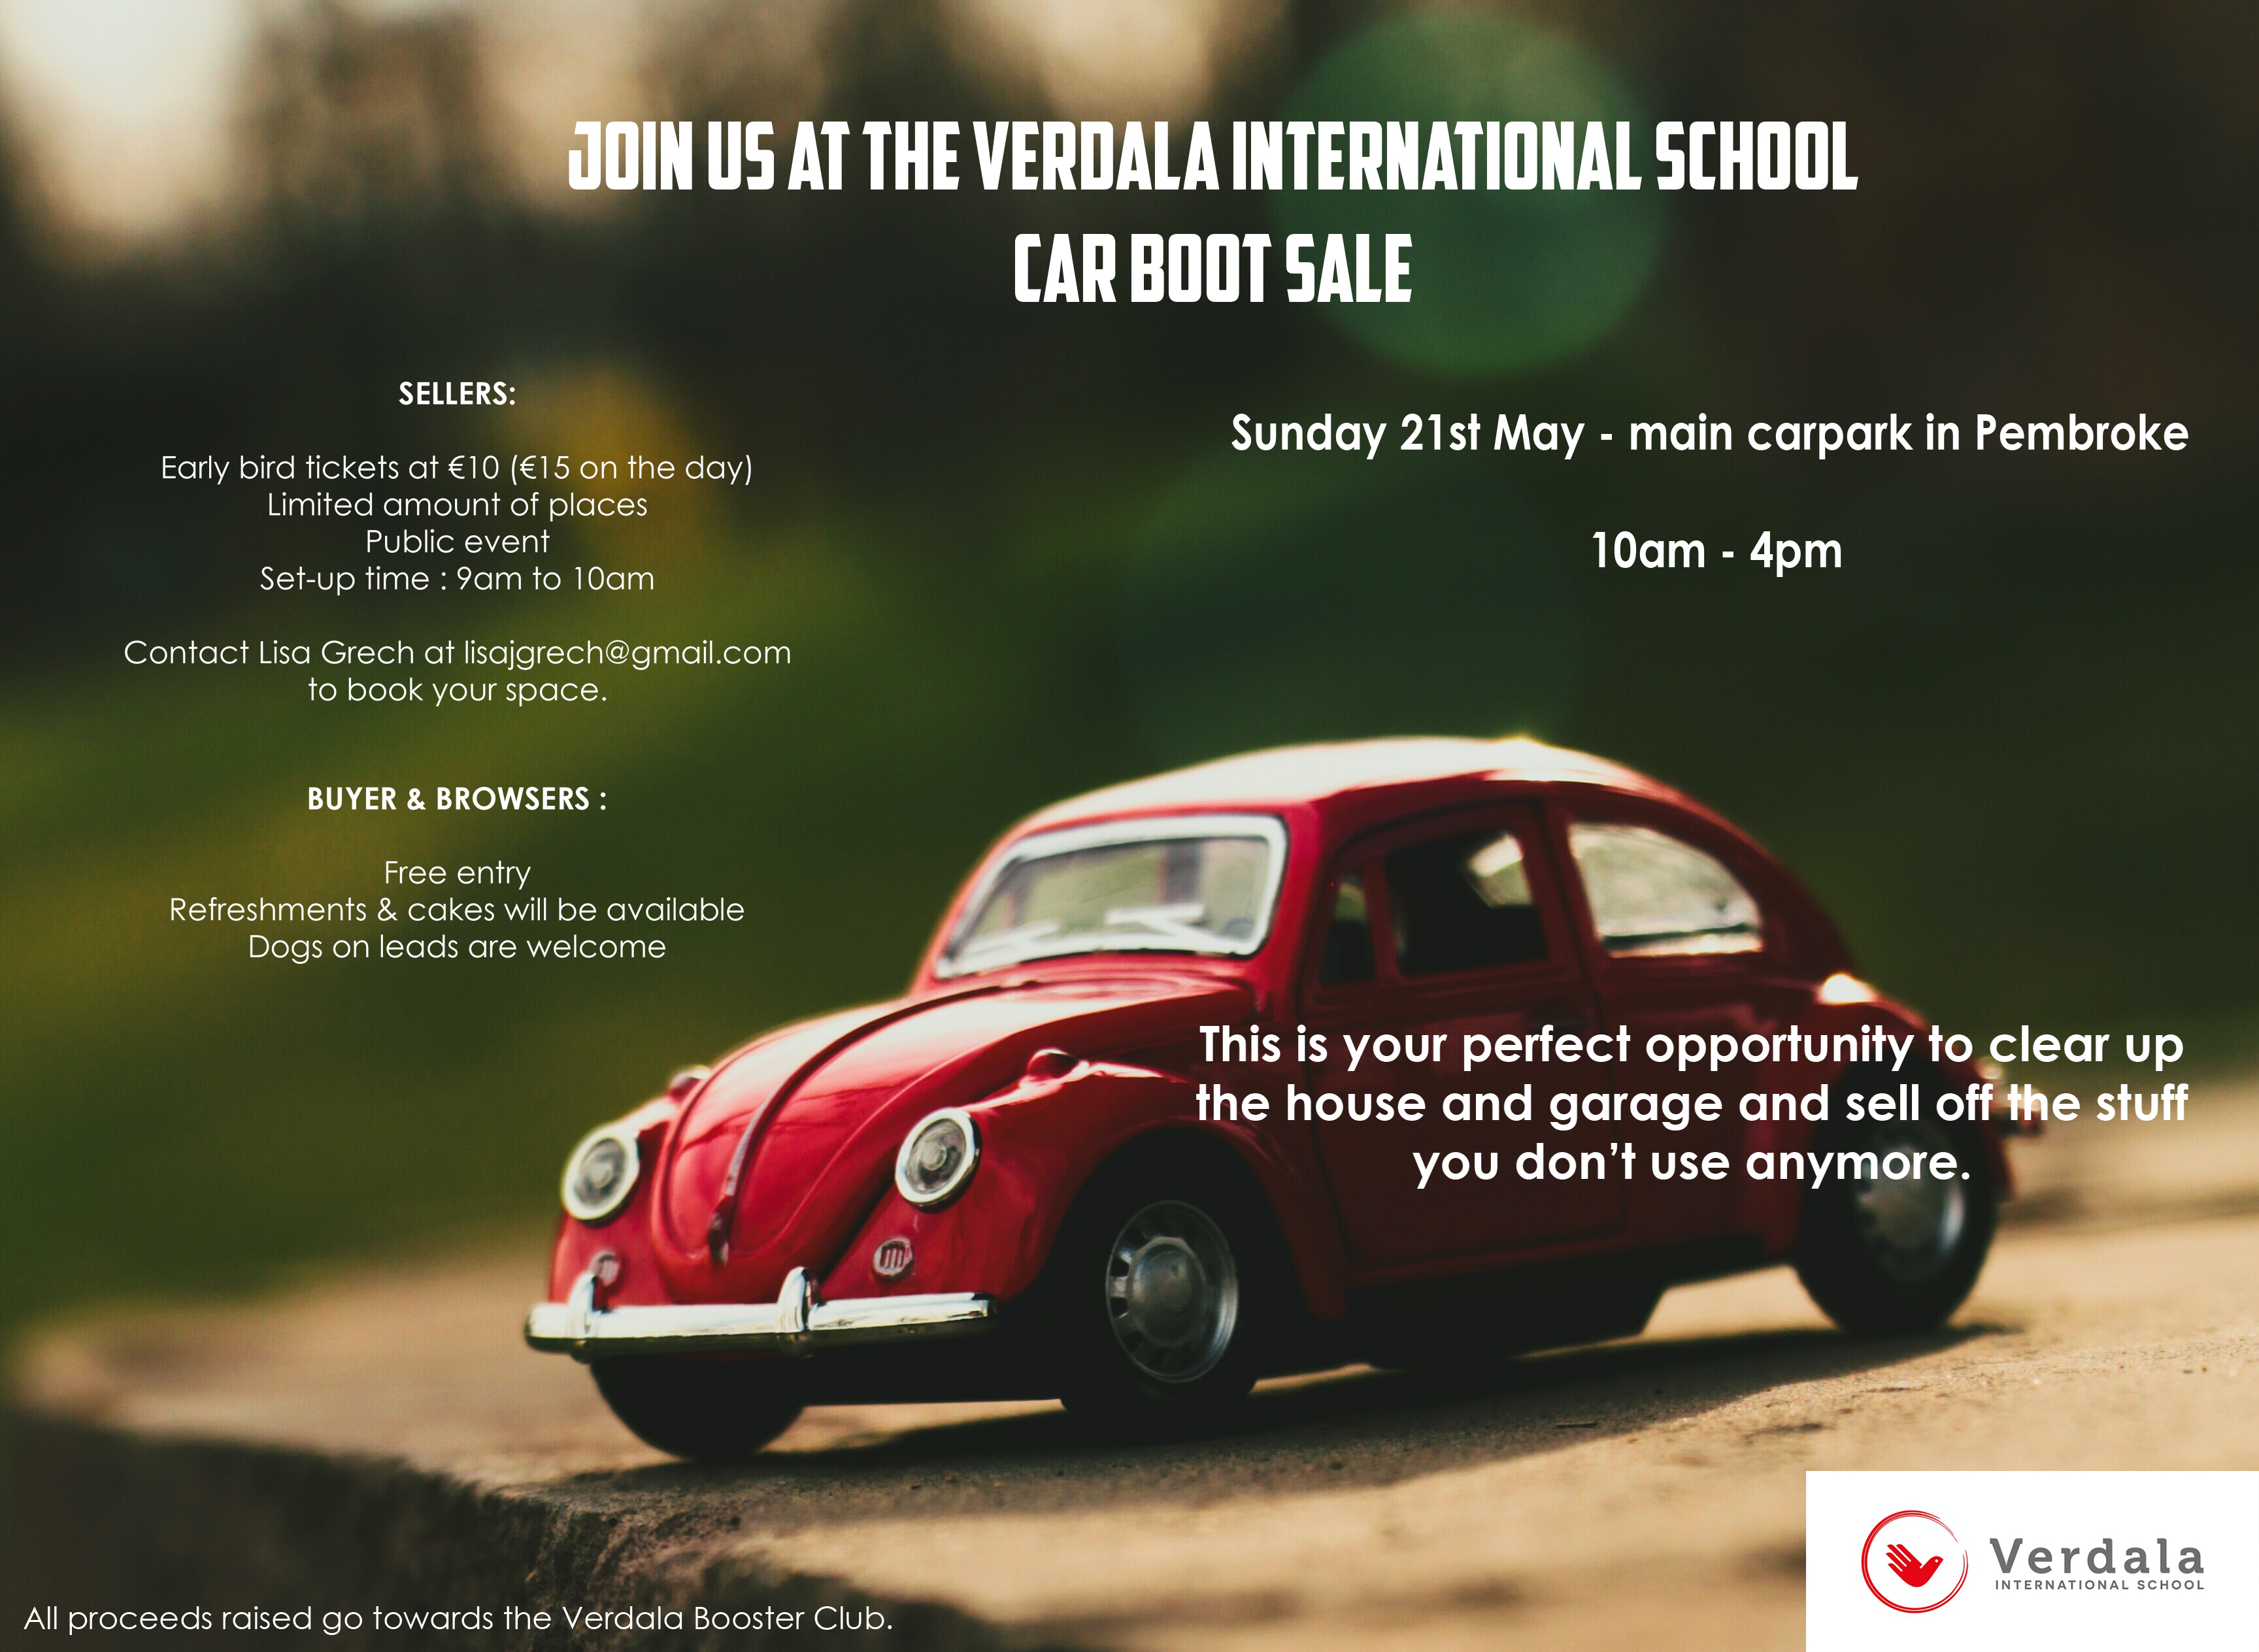 JOIN US AT THE VERDALA INTERNATIONAL SCHOOL
CAR BOOT SALE
SELLERS:
Early bird tickets at €10 (€15 on the day)
Limited amount of places
Public event
Set-up time : 9am to 10am
Contact Lisa Grech at lisajgrech@gmail.com
to book your space.
BUYER & BROWSERS :
Free entry
Refreshments & cakes will be available
Dogs on leads are welcome
Sunday 21st May - main carpark in Pembroke
10am - 4pm
This is your perfect opportunity to clear up
the house and garage and sell off the stuff
you don't use anymore.
All proceeds raised go towards the Verdala Booster Club.
Verdala
INTERNATIONAL SCHOOL